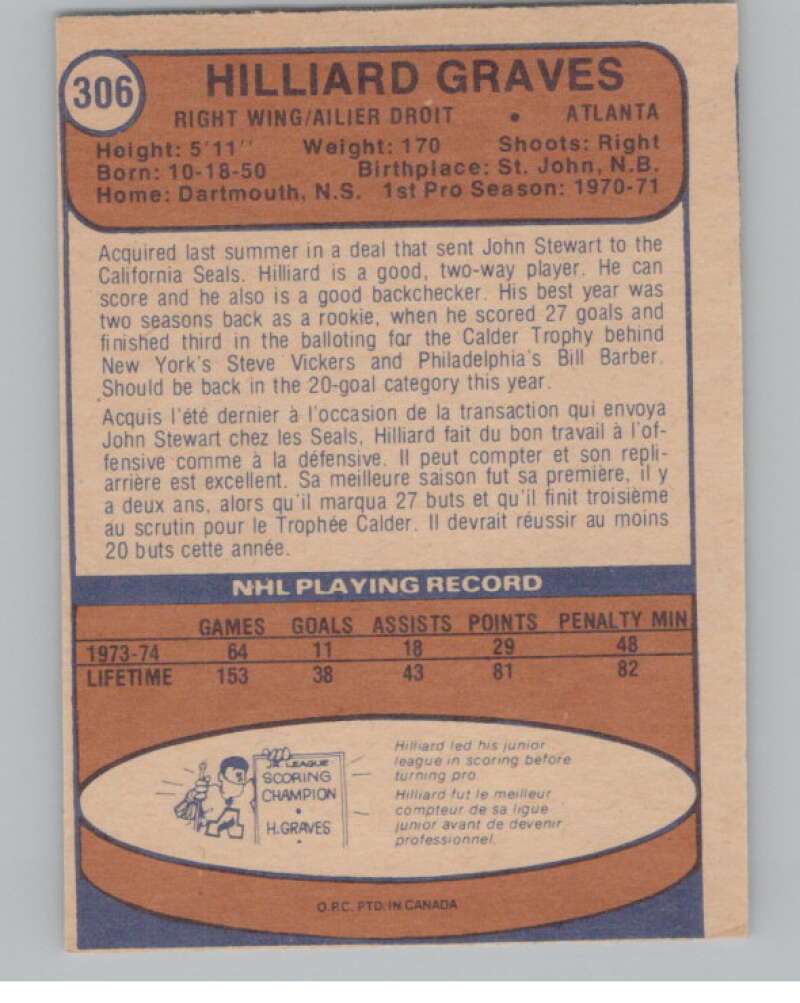 306
HILLIARD GRAVES
RIGHT WING/AILIER DROIT • ATLANTA
Height: 5'11" Weight: 170 Shoots: Right
Born: 10-18-50 Birthplace: St. John, N.B.
Home: Dartmouth, N.S. 1st Pro Season: 1970-71
Acquired last summer in a deal that sent John Stewart to the
California Seals. Hilliard is a good, two-way player. He can
score and he also is a good backchecker. His best year was
two seasons back as a rookie, when he scored 27 goals and
finished third in the balloting for the Calder Trophy behind
New York's Steve Vickers and Philadelphia's Bill Barber.
Should be back in the 20-goal category this year.
Acquis l'été dernier à l'occasion de la transaction qui envoya
John Stewart chez les Seals, Hilliard fait du bon travail à l'of-
fensive comme à la défensive. Il peut compter et son repli-
arrière est excellent. Sa meilleure saison fut sa première, il y
a deux ans, alors qu'il marqua 27 buts et qu'il finit troisième
au scrutin pour le Trophée Calder. Il devrait réussir au moins
20 buts cette année.
NHL PLAYING RECORD
GAMES GOALS ASSISTS POINTS PENALTY MIN.
1973-74 64 11 18 29 48
LIFETIME 153 38 43 81 82
JR. LEAGUE
SCORING
CHAMPION
•
H. GRAVES
•
Hilliard led his junior
league in scoring before
turning pro.
Hilliard fut le meilleur
compteur de sa ligue
junior avant de devenir
professionnel.
O.P.C. PTD. IN CANADA